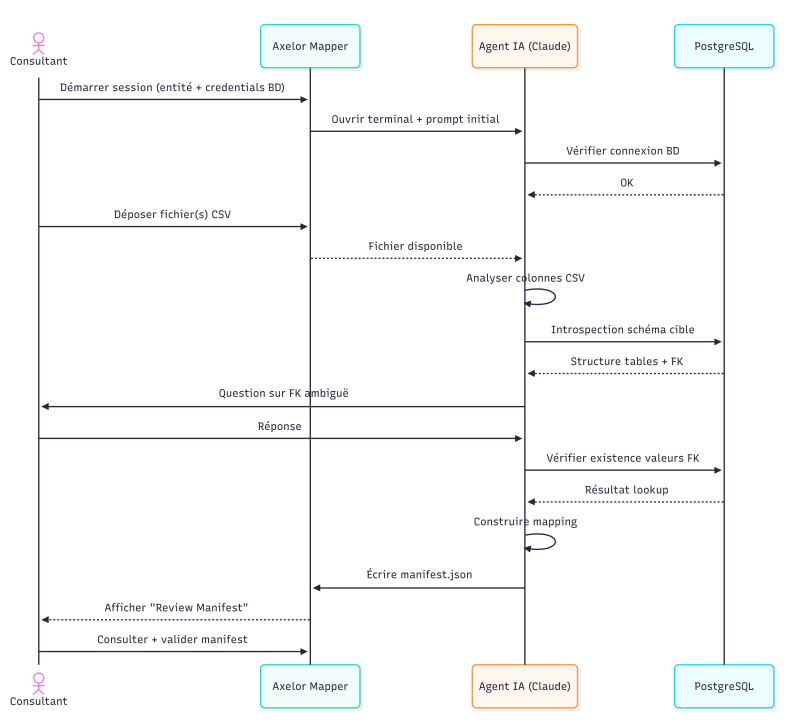 Consultant
Axelor Mapper
Agent IA (Claude)
PostgreSQL
Démarrer session (entité + credentials BD)
Ouvrir terminal + prompt initial
Vérifier connexion BD
OK
Déposer fichier(s) CSV
Fichier disponible
Analyser colonnes CSV
Introspection schéma cible
Structure tables + FK
Question sur FK ambiguë
Réponse
Vérifier existence valeurs FK
Résultat lookup
Construire mapping
Écrire manifest.json
Afficher "Review Manifest"
Consulter + valider manifest
Consultant
Axelor Mapper
Agent IA (Claude)
PostgreSQL